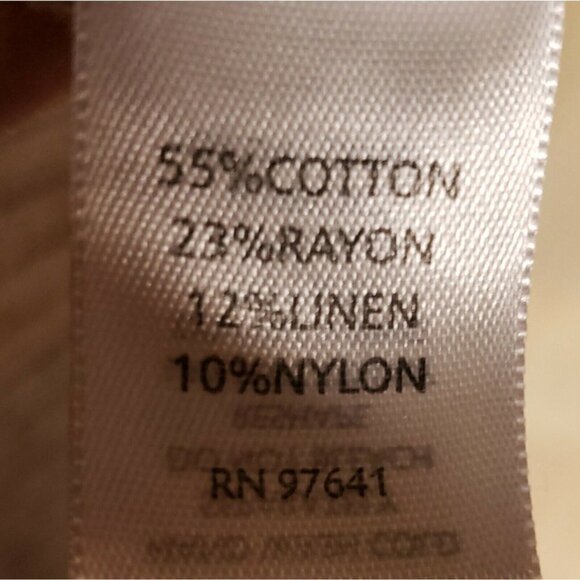 55%COTTON
23%RAYON
12%LINEN
10%NYLON
RN 97641